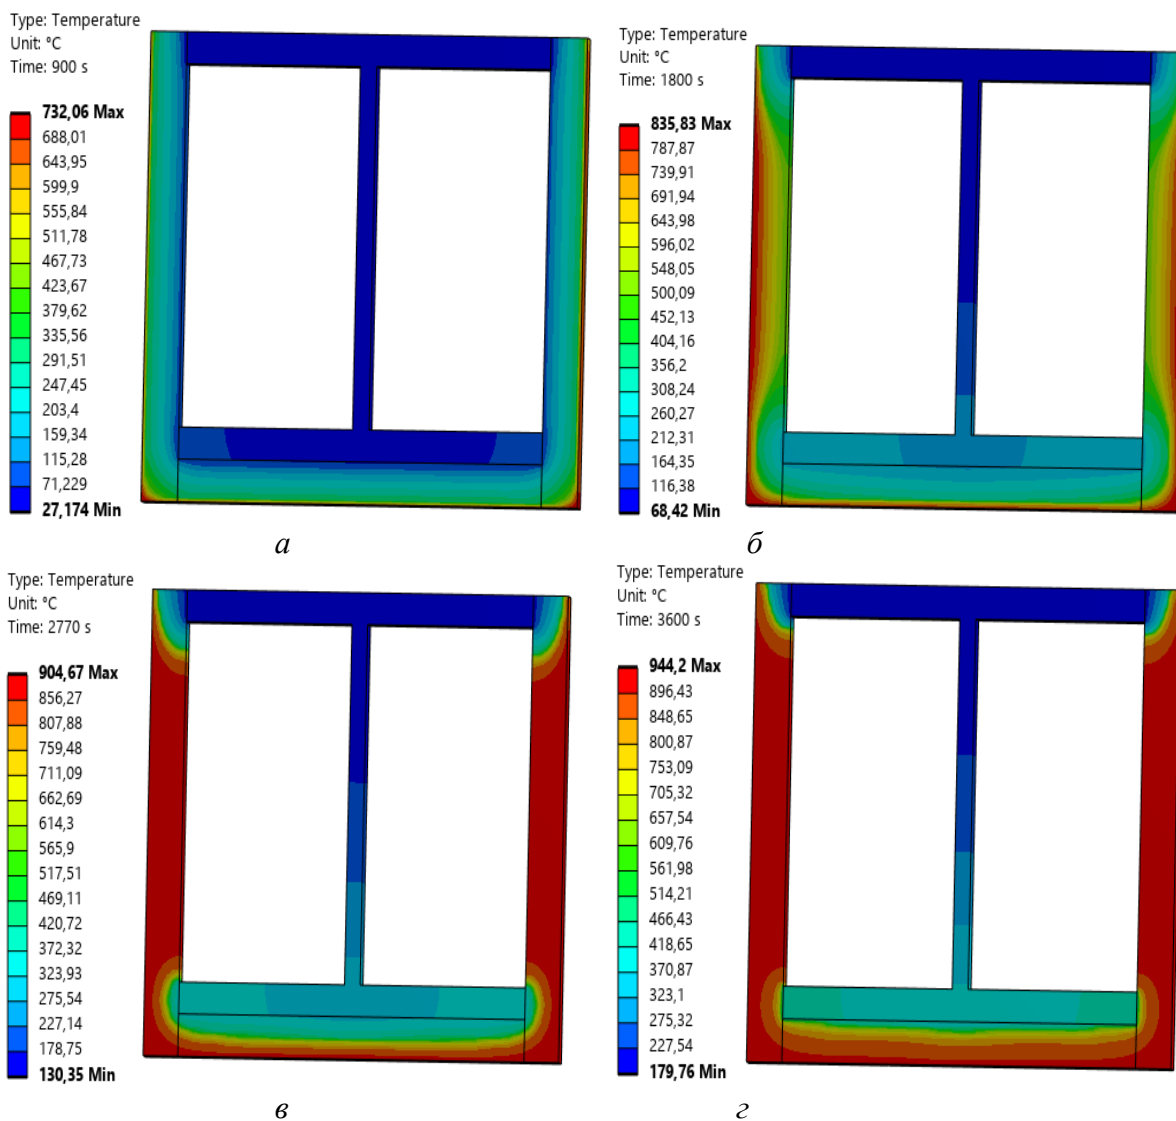 Type: Temperature
Unit: °C
Time: 900 s
732,06 Max
688,01
643,95
599,9
555,84
511,78
467,73
423,67
379,62
335,56
291,51
247,45
203,4
159,34
115,28
71,229
27,174 Min
а
Type: Temperature
Unit: °C
Time: 1800 s
835,83 Max
787,87
739,91
691,94
643,98
596,02
548,05
500,09
452,13
404,16
356,2
308,24
260,27
212,31
164,35
116,38
68,42 Min
б
Type: Temperature
Unit: °C
Time: 2770 s
904,67 Max
856,27
807,88
759,48
711,09
662,69
614,3
565,9
517,51
469,11
420,72
372,32
323,93
275,54
227,14
178,75
130,35 Min
в
Type: Temperature
Unit: °C
Time: 3600 s
944,2 Max
896,43
848,65
800,87
753,09
705,32
657,54
609,76
561,98
514,21
466,43
418,65
370,87
323,1
275,32
227,54
179,76 Min
г